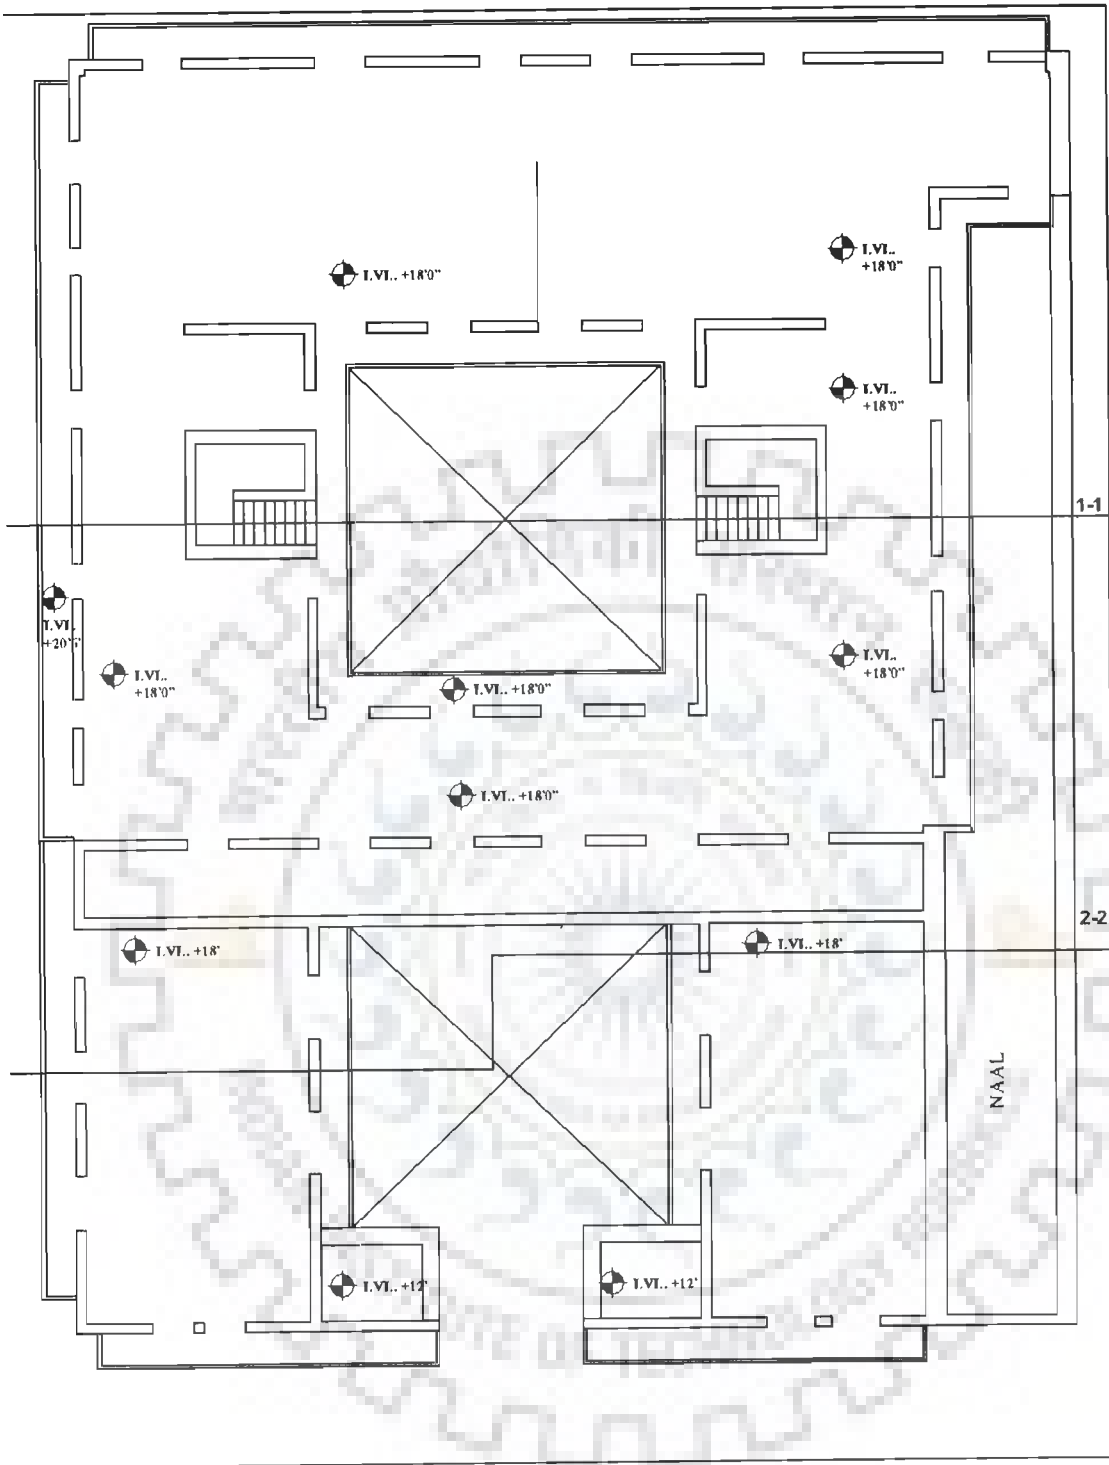 LVL.
+18'0"
LVL. +18'0"
LVL.
+18'0"
1-1
LVL.
+20'6"
LVL.
+18'0"
LVL.
+18'0"
LVL. +18'0"
LVL. +18'0"
2-2
LVL. +18'
LVL. +18'
NAAL
LVL. +12'
LVL. +12'